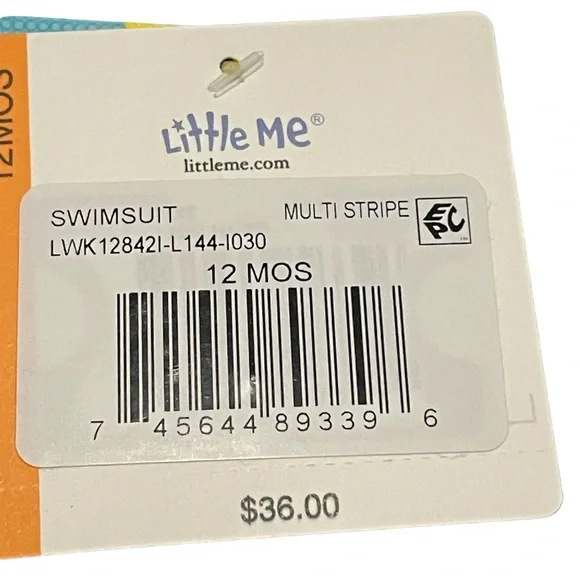 12MOS
Little Me®
littleme.com
SWIMSUIT MULTI STRIPE EPC
LWK12842I-L144-I030
12 MOS
7 45644 89339 6
$36.00